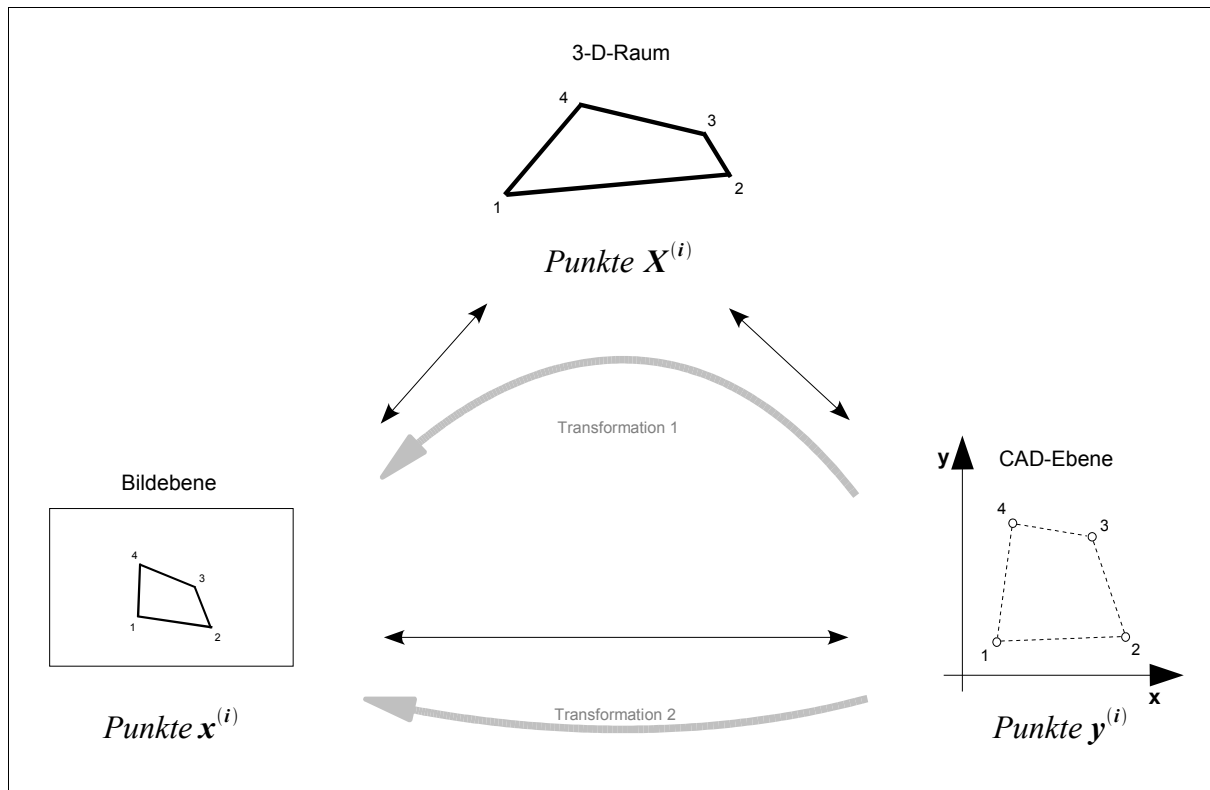 3-D-Raum
4
3
2
1
Punkte X^(i)
Transformation 1
Bildebene
4
3
1
2
Punkte x^(i)
Transformation 2
y
CAD-Ebene
4
3
1
2
x
Punkte y^(i)